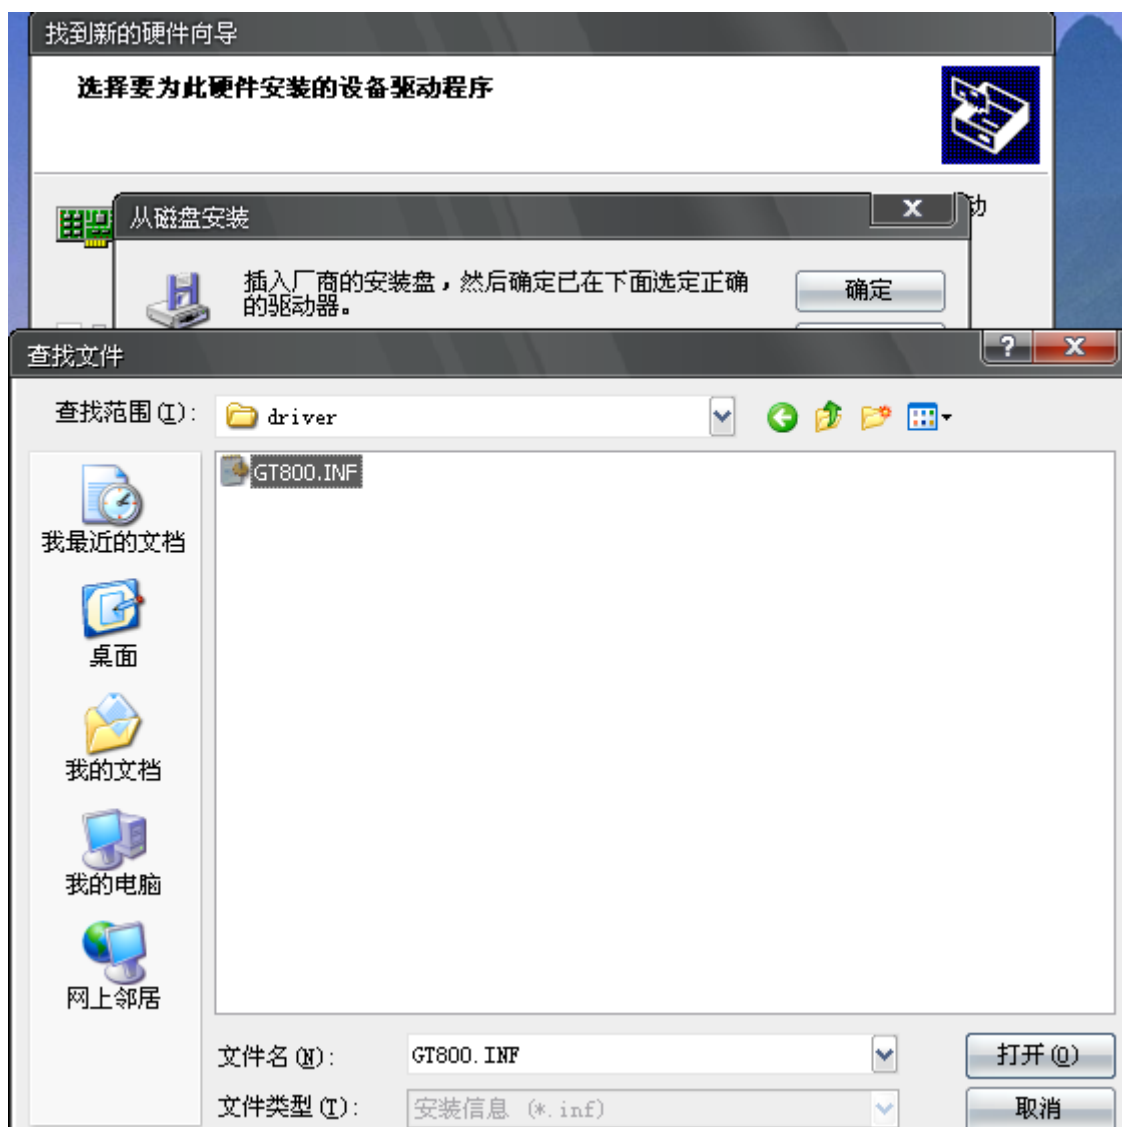 找到新的硬件向导
选择要为此硬件安装的设备驱动程序
动
从磁盘安装
插入厂商的安装盘，然后确定已在下面选定正确
的驱动器。
确定
查找文件
查找范围(I):
driver
GT800.INF
我最近的文档
桌面
我的文档
我的电脑
网上邻居
文件名(N):
GT800.INF
打开(O)
文件类型(T):
安装信息 (*.inf)
取消